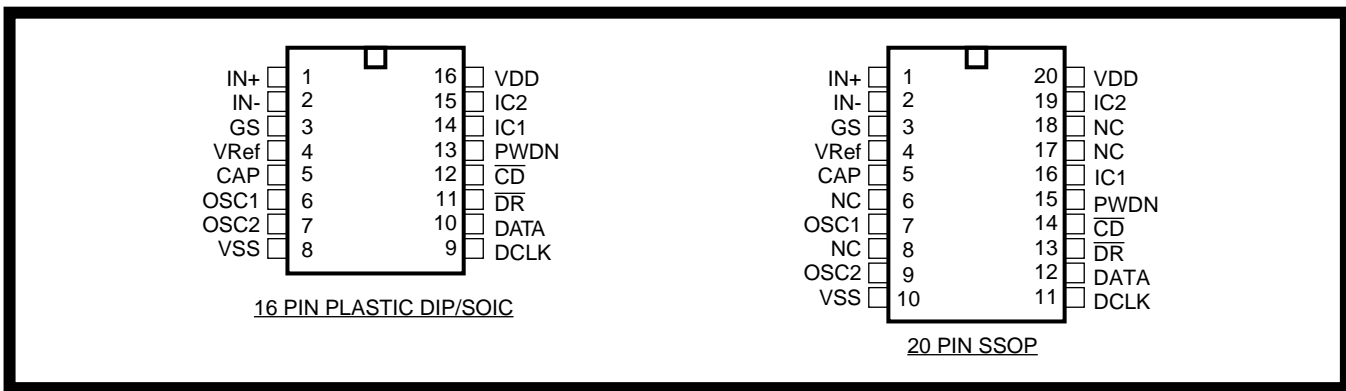 IN+ 1 16 VDD
IN- 2 15 IC2
GS 3 14 IC1
VRef 4 13 PWDN
CAP 5 12 CD
OSC1 6 11 DR
OSC2 7 10 DATA
VSS 8 9 DCLK
16 PIN PLASTIC DIP/SOIC
IN+ 1 20 VDD
IN- 2 19 IC2
GS 3 18 NC
VRef 4 17 NC
CAP 5 16 IC1
NC 6 15 PWDN
OSC1 7 14 CD
NC 8 13 DR
OSC2 9 12 DATA
VSS 10 11 DCLK
20 PIN SSOP